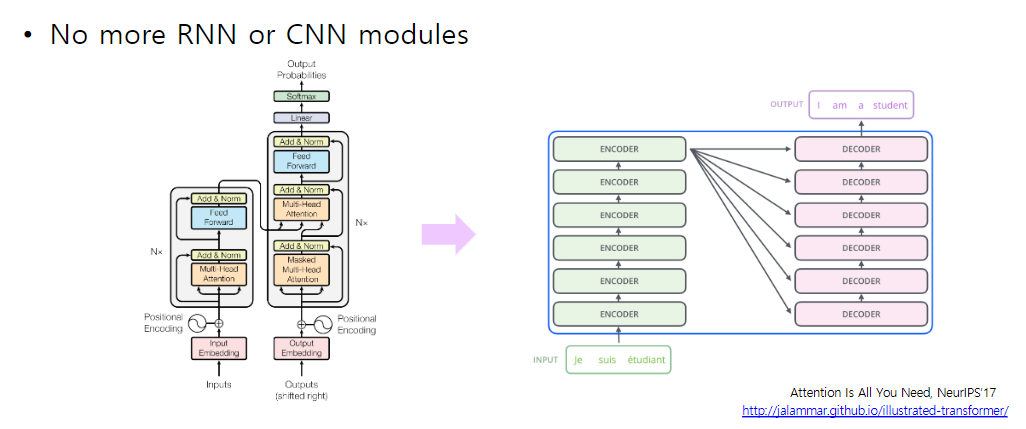 • No more RNN or CNN modules
Output
Probabilities
Softmax
Linear
Add & Norm
Feed
Forward
Add & Norm
Multi-Head
Attention
Add & Norm
Masked
Multi-Head
Attention
N×
Positional
Encoding
Output
Embedding
Outputs
(shifted right)
Add & Norm
Feed
Forward
Add & Norm
Multi-Head
Attention
N×
Positional
Encoding
Input
Embedding
Inputs
OUTPUT I am a student
ENCODER
ENCODER
ENCODER
ENCODER
ENCODER
ENCODER
DECODER
DECODER
DECODER
DECODER
DECODER
DECODER
INPUT Je suis étudiant
Attention Is All You Need, NeurIPS'17
http://jalammar.github.io/illustrated-transformer/